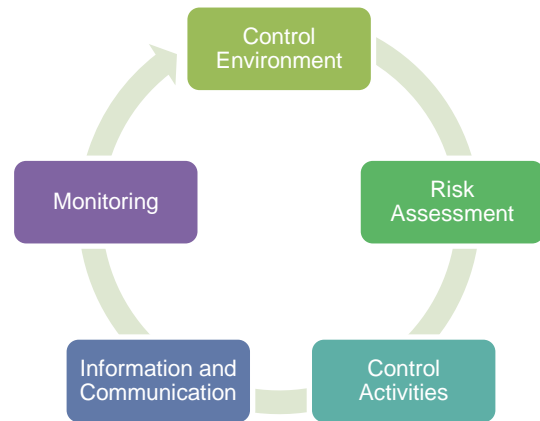 Control
Environment
Risk
Assessment
Control
Activities
Information and
Communication
Monitoring